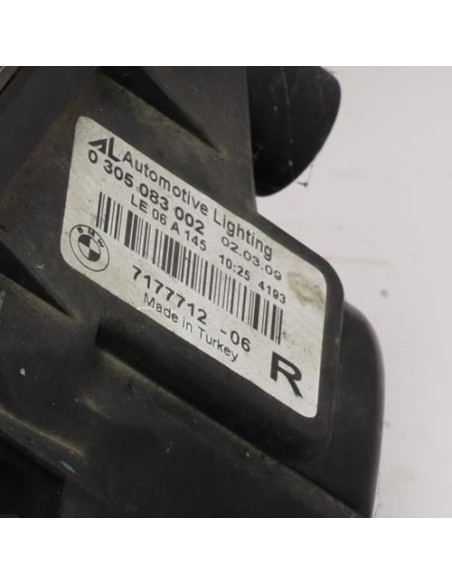 AL Automotive Lighting
0 305 083 002 02.03.09
LE 06 A 145 10:25 4193
BMW
7177712 -06
Made in Turkey
R